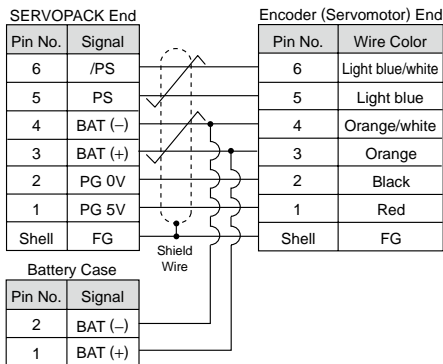 SERVOPACK End
Pin No. Signal
6 /PS
5 PS
4 BAT (−)
3 BAT (+)
2 PG 0V
1 PG 5V
Shell FG
Shield
Wire
Encoder (Servomotor) End
Pin No. Wire Color
6 Light blue/white
5 Light blue
4 Orange/white
3 Orange
2 Black
1 Red
Shell FG
Battery Case
Pin No. Signal
2 BAT (−)
1 BAT (+)